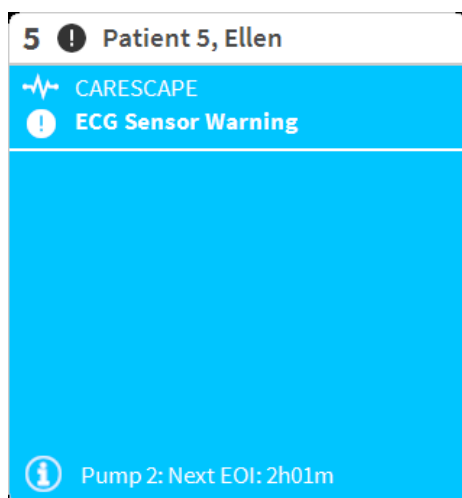 5 ! Patient 5, Ellen
CARESCAPE
! ECG Sensor Warning
i Pump 2: Next EOI: 2h01m